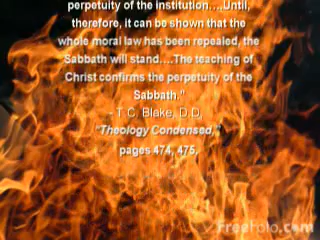 perpetuity of the institution....Until,
therefore, it can be shown that the
whole moral law has been repealed, the
Sabbath will stand....The teaching of
Christ confirms the perpetuity of the
Sabbath."
- T.C. Blake, D.D.,
"Theology Condensed,"
pages 474, 475.
FreeFoto.com